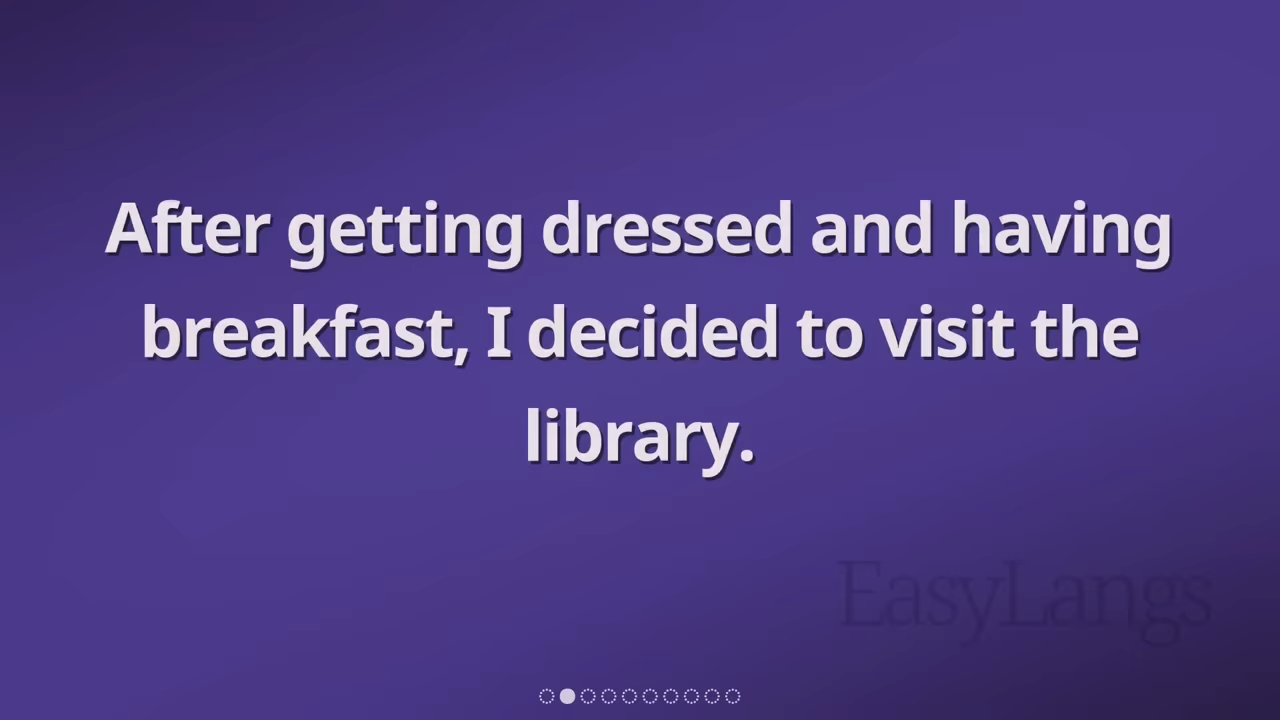 After getting dressed and having
breakfast, I decided to visit the
library.
EasyLangs